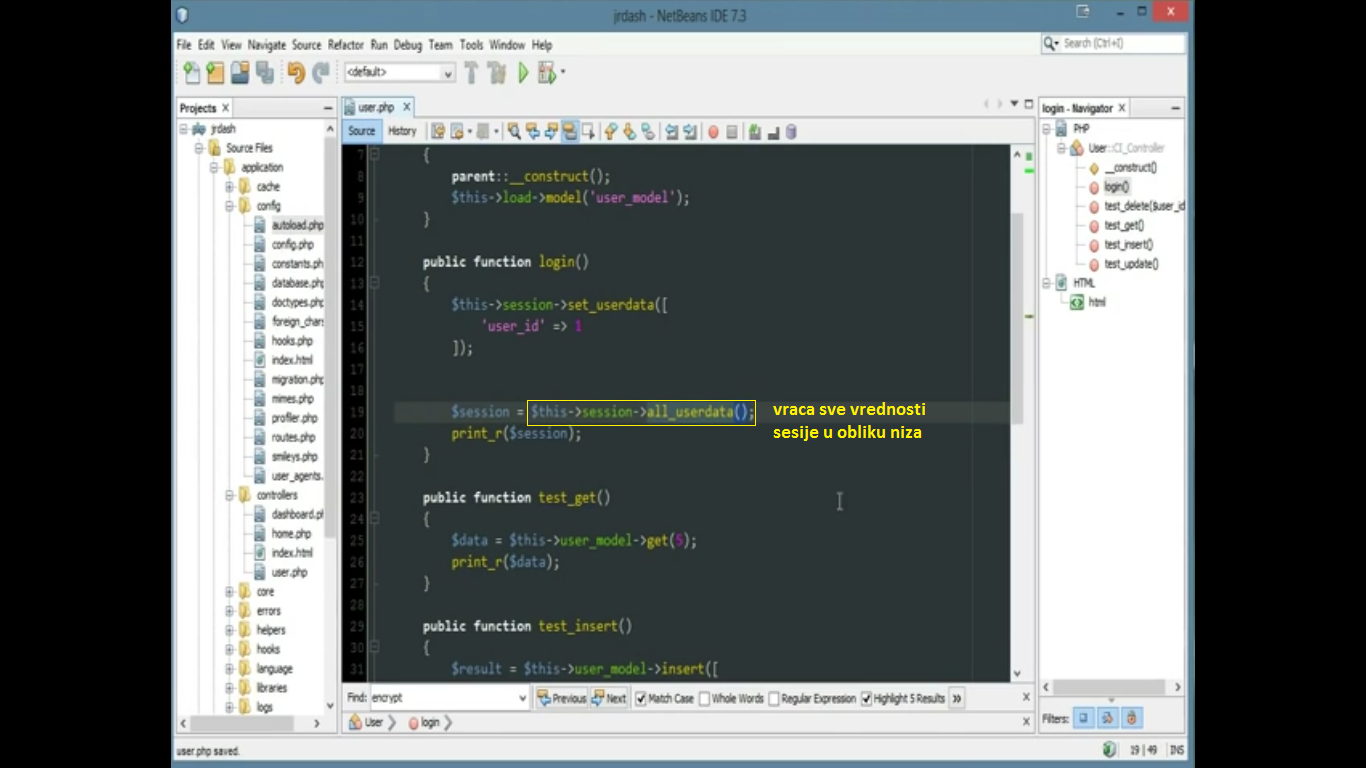 jrdash - NetBeans IDE 7.3
File Edit View Navigate Source Refactor Run Debug Team Tools Window Help
Search (Ctrl+I)
<default>
Projects
user.php
login - Navigator
Source History
jrdash
Source Files
application
cache
config
autoload.php
config.php
constants.ph
database.php
doctypes.php
foreign_chars
hooks.php
index.html
migration.php
mimes.php
profiler.php
routes.php
smileys.php
user_agents.
controllers
dashboard.pl
home.php
index.html
user.php
core
errors
helpers
hooks
language
libraries
logs
7 {
8 parent::__construct();
9 $this->load->model('user_model');
10 }
11
12 public function login()
13 {
14 $this->session->set_userdata([
15 'user_id' => 1
16 ]);
17
18
19 $session = $this->session->all_userdata();
20 print_r($session);
21 }
22
23 public function test_get()
24 {
25 $data = $this->user_model->get(5);
26 print_r($data);
27 }
28
29 public function test_insert()
30 {
31 $result = $this->user_model->insert([
vraca sve vrednosti
sesije u obliku niza
PHP
User::CI_Controller
__construct()
login()
test_delete($user_id
test_get()
test_insert()
test_update()
HTML
html
Find: encrypt Previous Next Match Case Whole Words Regular Expression Highlight 5 Results »
User login
Filters:
user.php saved.
19 | 49 INS